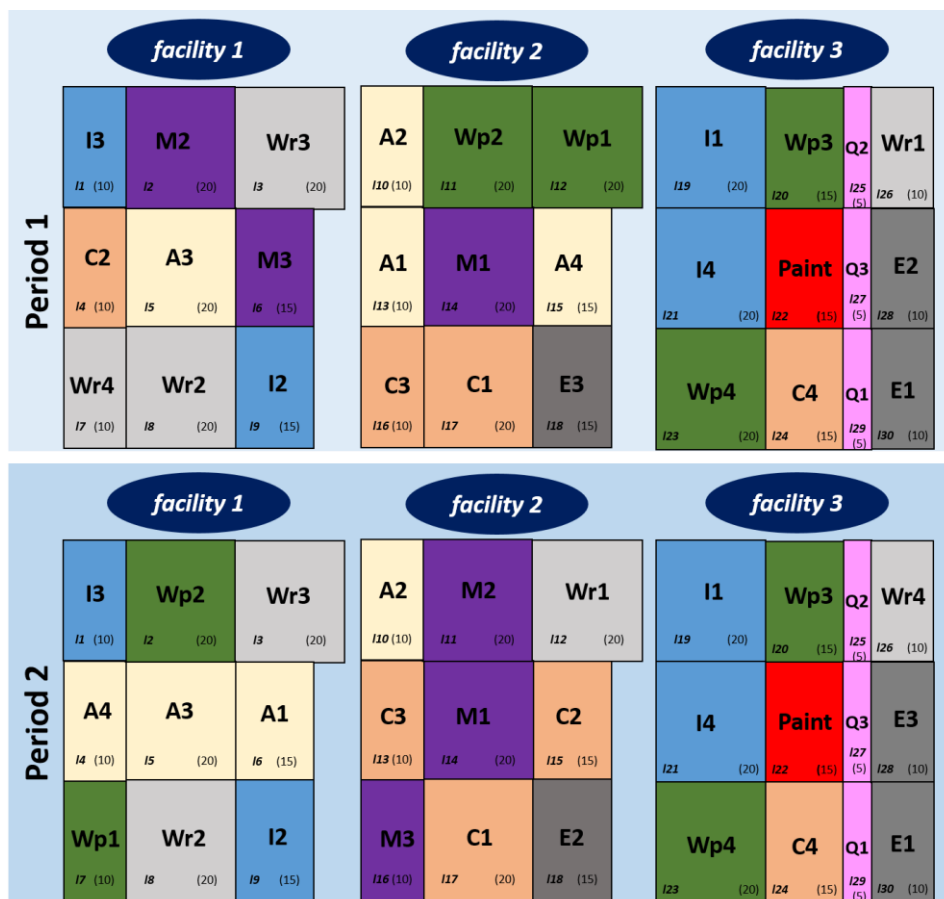 facility 1 facility 2 facility 3
Period 1
I3 M2 Wr3 A2 Wp2 Wp1 I1 Wp3 Q2 Wr1
l1 (10) l2 (20) l3 (20) l10 (10) l11 (20) l12 (20) l19 (20) l20 (15) l25 (5) l26 (10)
C2 A3 M3 A1 M1 A4 I4 Paint Q3 E2
l4 (10) l5 (20) l6 (15) l13 (10) l14 (20) l15 (15) l21 (20) l22 (15) l27 (5) l28 (10)
Wr4 Wr2 I2 C3 C1 E3 Wp4 C4 Q1 E1
l7 (10) l8 (20) l9 (15) l16 (10) l17 (20) l18 (15) l23 (20) l24 (15) l29 (5) l30 (10)
facility 1 facility 2 facility 3
Period 2
I3 Wp2 Wr3 A2 M2 Wr1 I1 Wp3 Q2 Wr4
l1 (10) l2 (20) l3 (20) l10 (10) l11 (20) l12 (20) l19 (20) l20 (15) l25 (5) l26 (10)
A4 A3 A1 C3 M1 C2 I4 Paint Q3 E3
l4 (10) l5 (20) l6 (15) l13 (10) l14 (20) l15 (15) l21 (20) l22 (15) l27 (5) l28 (10)
Wp1 Wr2 I2 M3 C1 E2 Wp4 C4 Q1 E1
l7 (10) l8 (20) l9 (15) l16 (10) l17 (20) l18 (15) l23 (20) l24 (15) l29 (5) l30 (10)